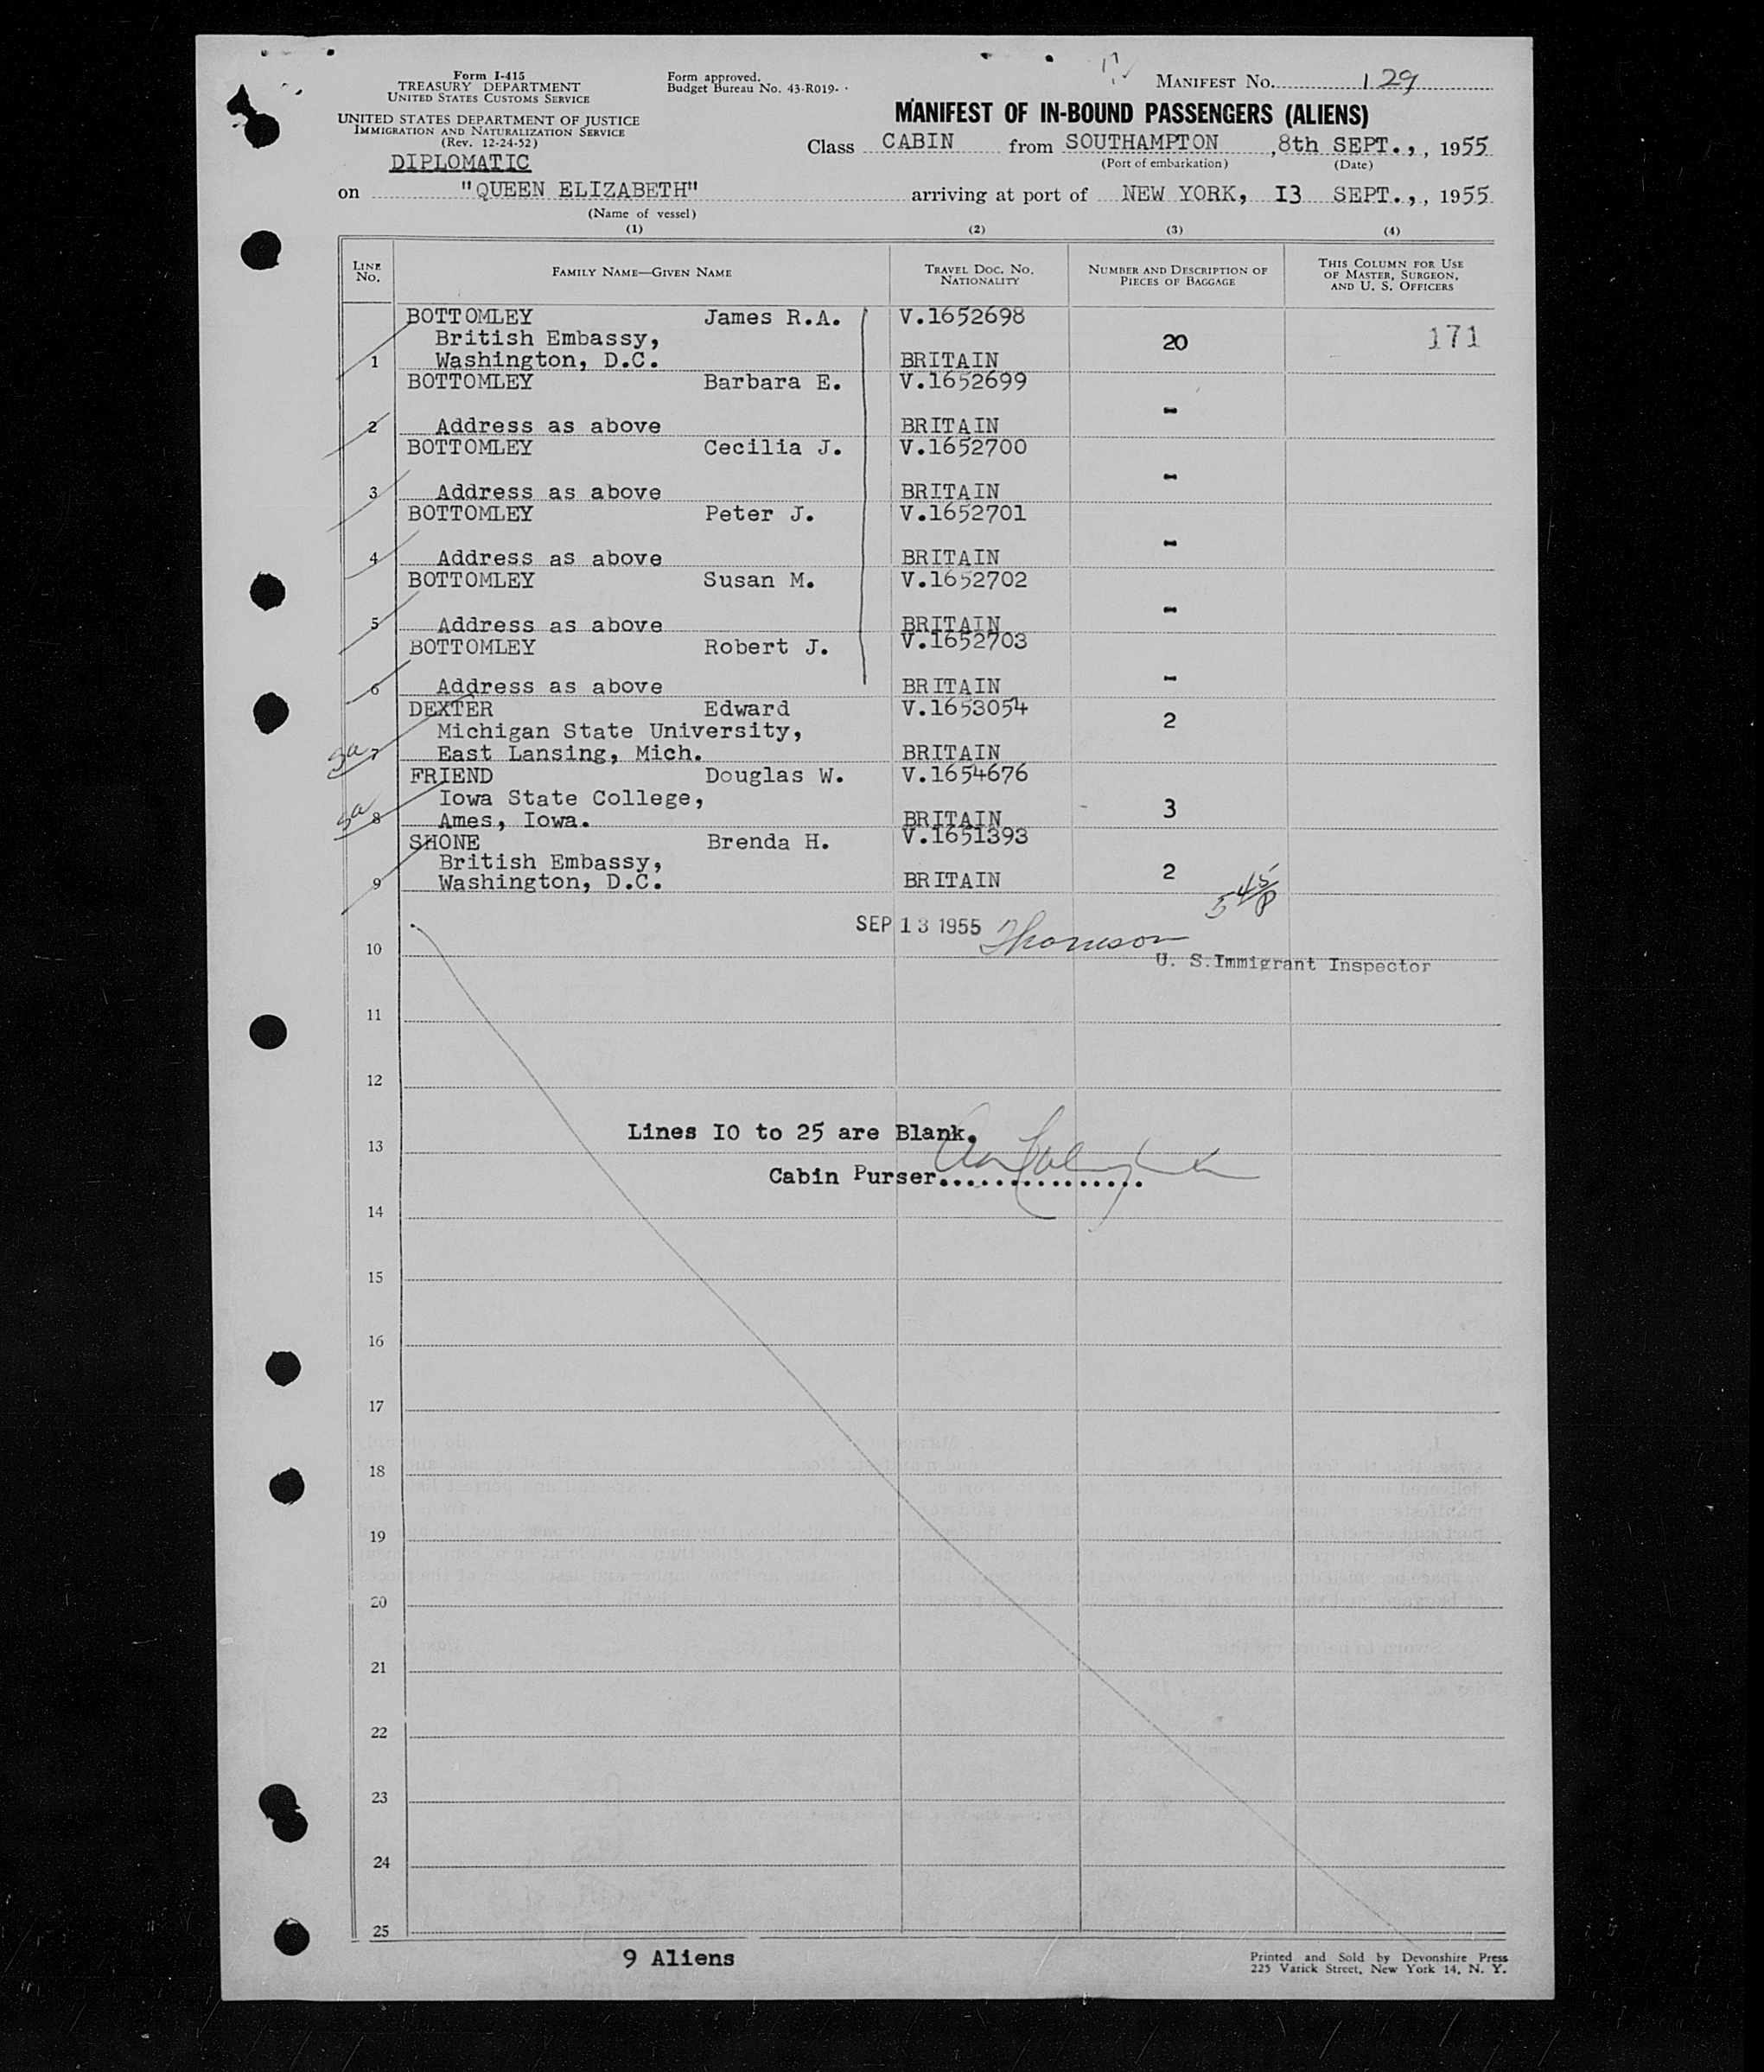 Form I-415
TREASURY DEPARTMENT
UNITED STATES CUSTOMS SERVICE
UNITED STATES DEPARTMENT OF JUSTICE
IMMIGRATION AND NATURALIZATION SERVICE
(Rev. 12-24-52)
DIPLOMATIC
Form approved.
Budget Bureau No. 43-R019-
MANIFEST NO. 129
MANIFEST OF IN-BOUND PASSENGERS (ALIENS)
Class CABIN from SOUTHAMPTON, 8th SEPT., , 1955
(Port of embarkation) (Date)
on "QUEEN ELIZABETH" arriving at port of NEW YORK, I3 SEPT., , 1955
(Name of vessel)
(1) (2) (3) (4)
LINE NO. FAMILY NAME—GIVEN NAME TRAVEL DOC. NO. NATIONALITY NUMBER AND DESCRIPTION OF PIECES OF BAGGAGE THIS COLUMN FOR USE OF MASTER, SURGEON, AND U. S. OFFICERS
BOTTOMLEY James R.A. V.1652698
British Embassy, 20 171
1 Washington, D.C. BRITAIN
BOTTOMLEY Barbara E. V.1652699
-
2 Address as above BRITAIN
BOTTOMLEY Cecilia J. V.1652700
-
3 Address as above BRITAIN
BOTTOMLEY Peter J. V.1652701
-
4 Address as above BRITAIN
BOTTOMLEY Susan M. V.1652702
-
5 Address as above BRITAIN
BOTTOMLEY Robert J. V.1652703
-
6 Address as above BRITAIN
DEXTER Edward V.1653054
Michigan State University, 2
7 East Lansing, Mich. BRITAIN
FRIEND Douglas W. V.1654676
Iowa State College, 3
8 Ames, Iowa. BRITAIN
SHONE Brenda H. V.1651393
British Embassy, 2
9 Washington, D.C. BRITAIN
SEP 13 1955
10 U. S. Immigrant Inspector
11
12
Lines IO to 25 are Blank.
13
Cabin Purser...............
14
15
16
17
18
19
20
21
22
23
24
25
9 Aliens
Printed and Sold by Devonshire Press
225 Varick Street, New York 14, N. Y.